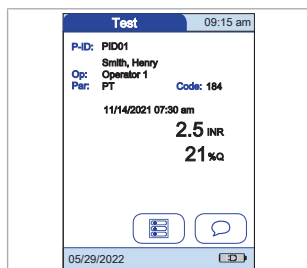 Test 09:15 am
P-ID: PID01
Smith, Henry
Op: Operator 1
Par: PT Code: 184
11/14/2021 07:30 am
2.5 INR
21 %Q
05/29/2022